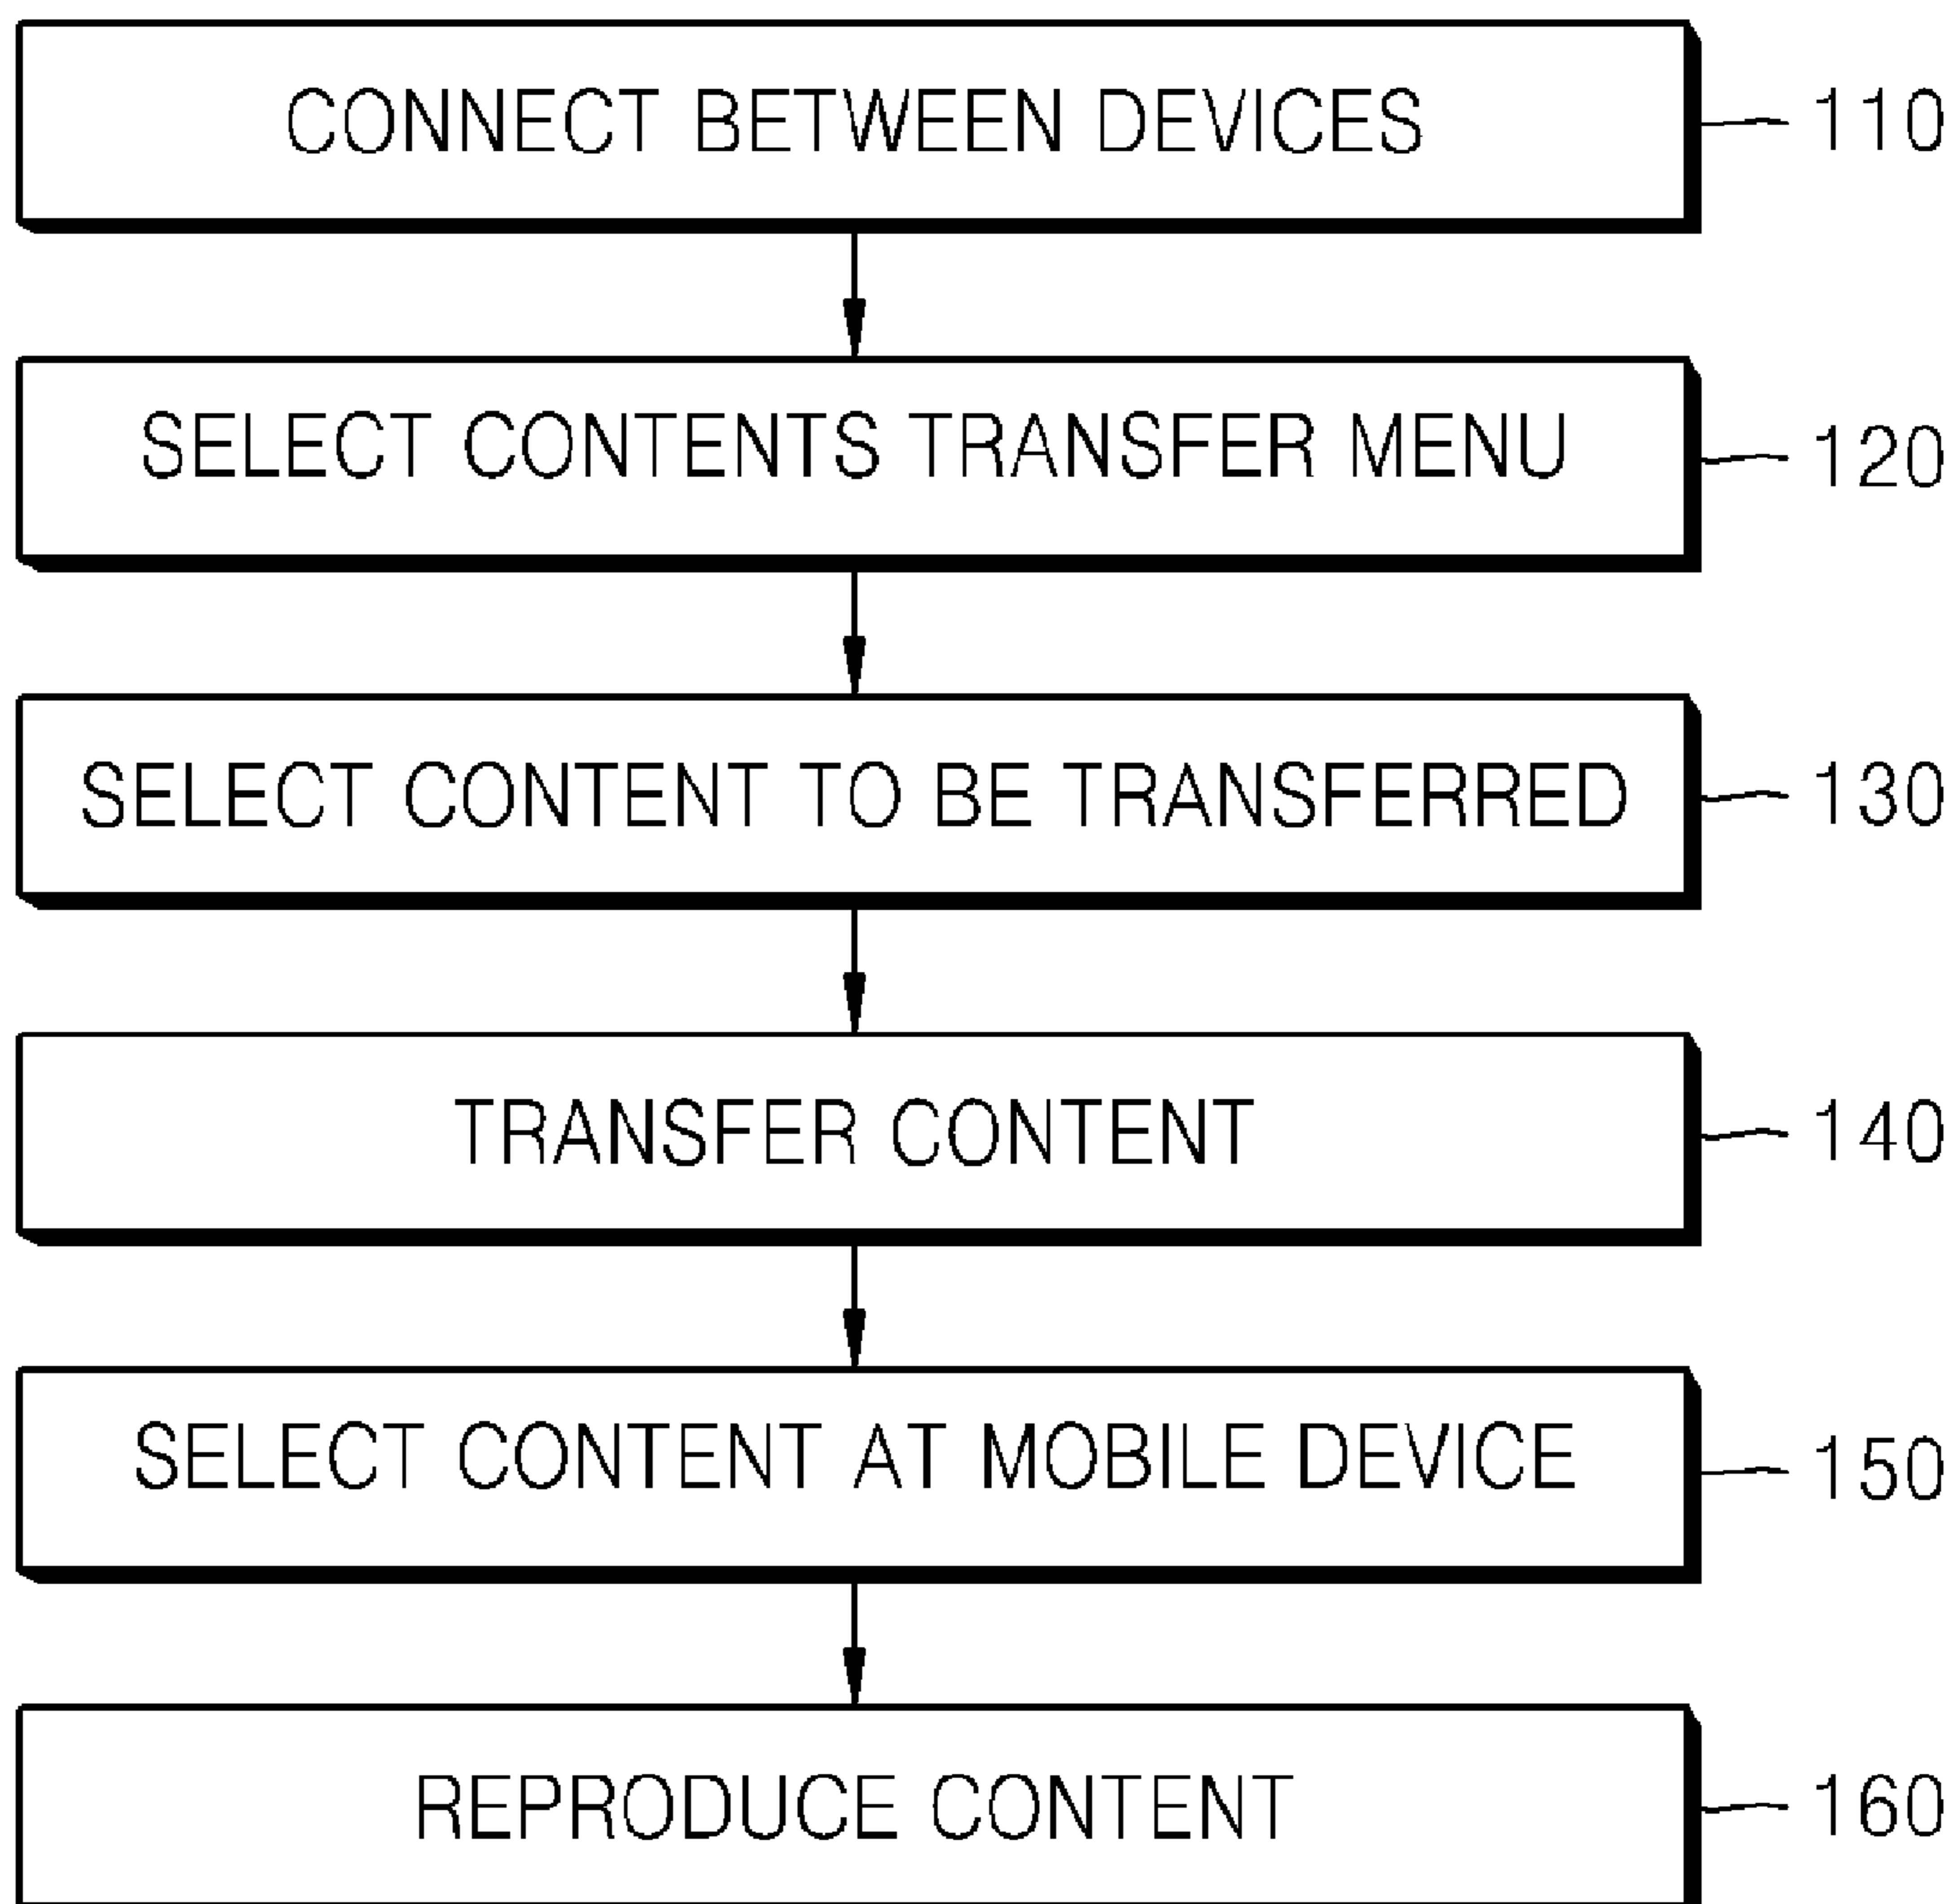 CONNECT BETWEEN DEVICES 110
SELECT CONTENTS TRANSFER MENU 120
SELECT CONTENT TO BE TRANSFERRED 130
TRANSFER CONTENT 140
SELECT CONTENT AT MOBILE DEVICE 150
REPRODUCE CONTENT 160